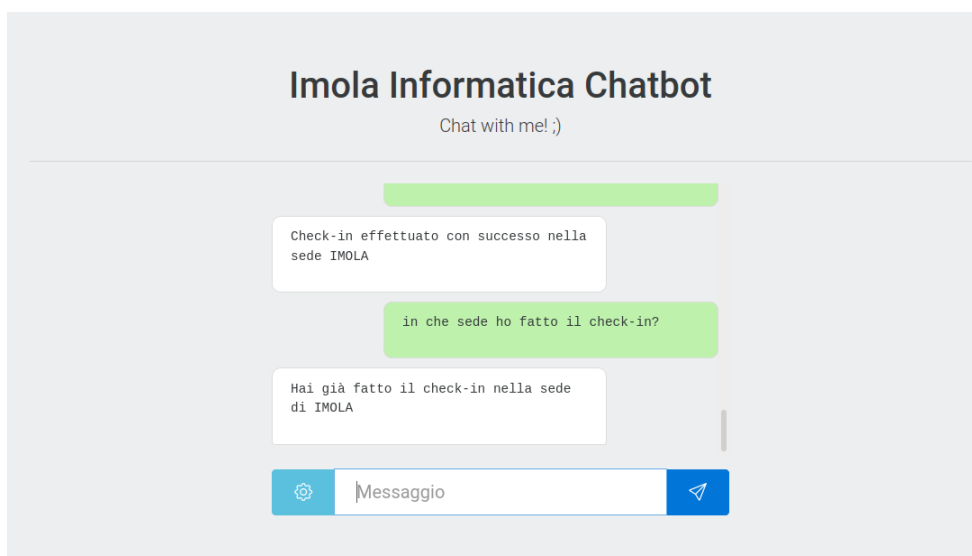 Imola Informatica Chatbot
Chat with me! ;)
Check-in effettuato con successo nella
sede IMOLA
in che sede ho fatto il check-in?
Hai già fatto il check-in nella sede
di IMOLA
Messaggio